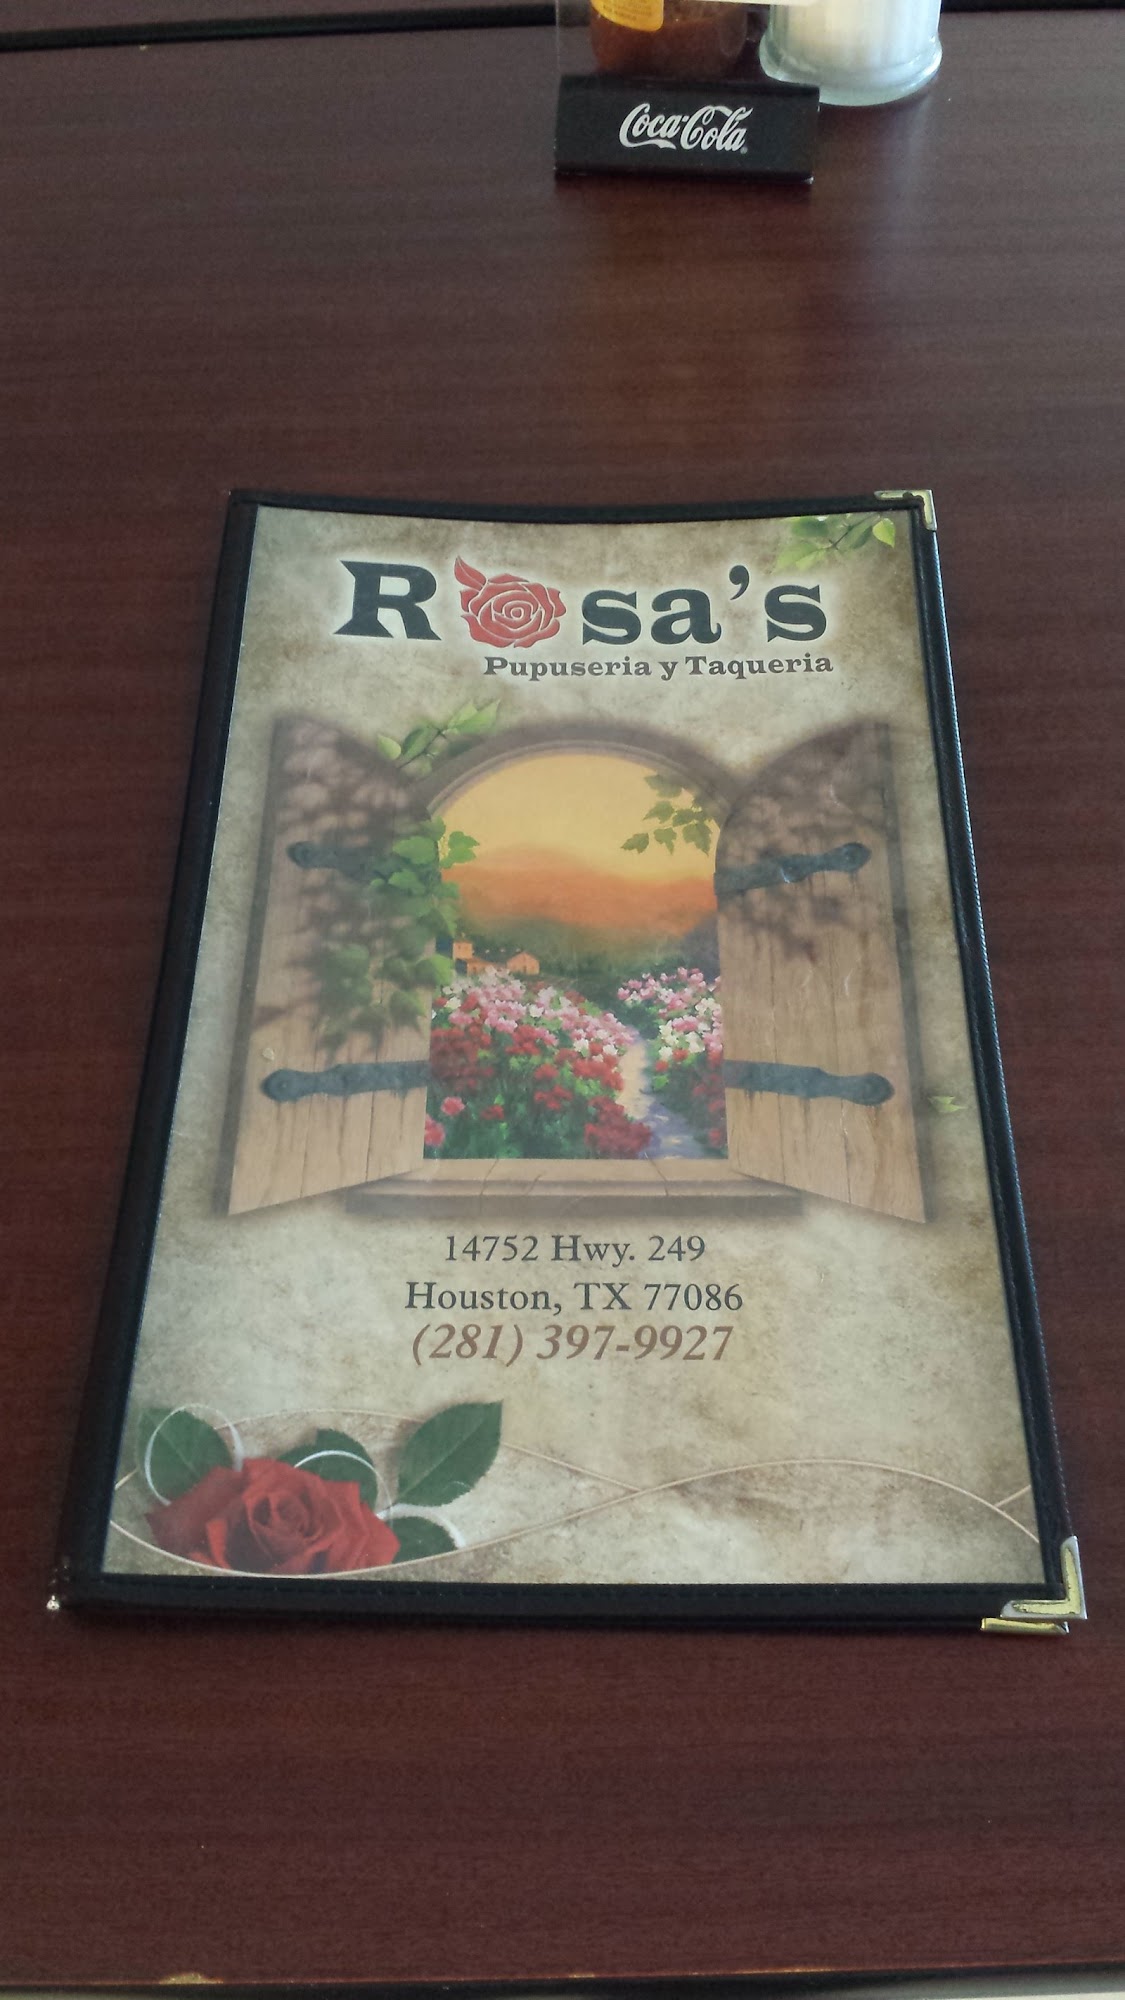 Coca-Cola
Rosa's
Pupuseria y Taqueria
14752 Hwy. 249
Houston, TX 77086
(281) 397-9927